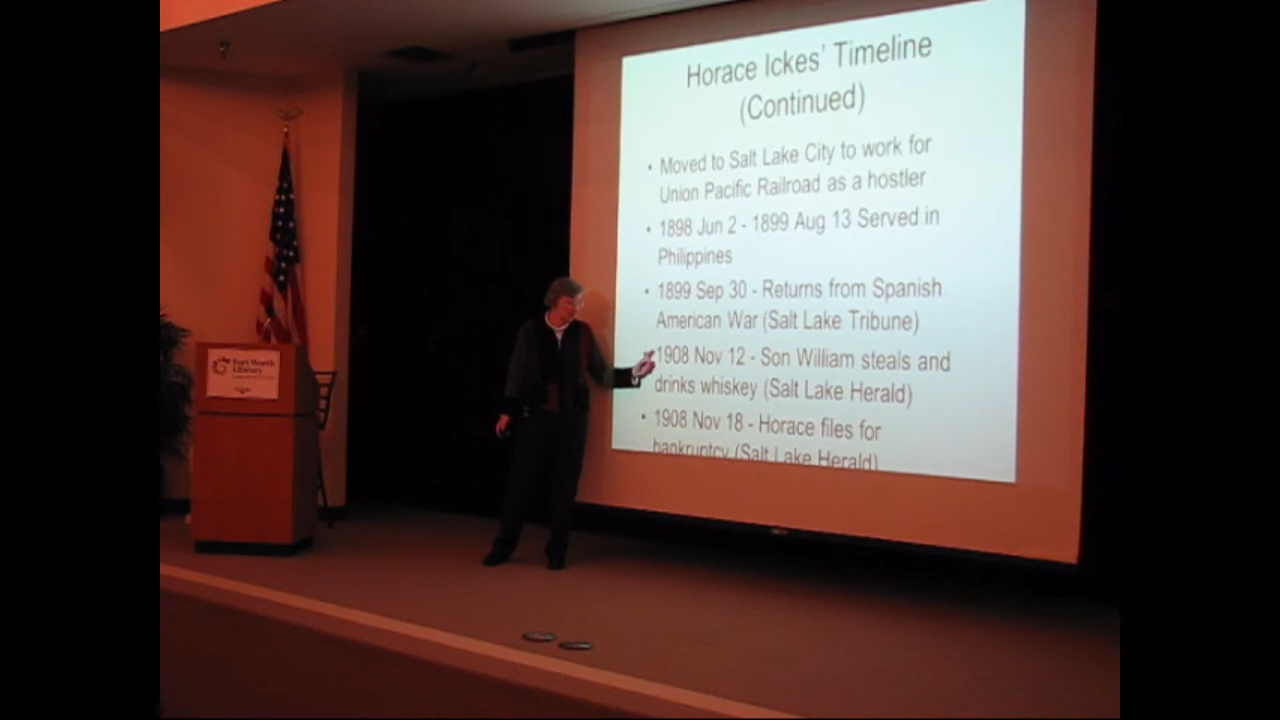 Horace Ickes' Timeline
(Continued)
• Moved to Salt Lake City to work for
Union Pacific Railroad as a hostler
• 1898 Jun 2 - 1899 Aug 13 Served in
Philippines
• 1899 Sep 30 - Returns from Spanish
American War (Salt Lake Tribune)
1908 Nov 12 - Son William steals and
drinks whiskey (Salt Lake Herald)
• 1908 Nov 18 - Horace files for
bankruptcy (Salt Lake Herald)
Fort Worth
Library